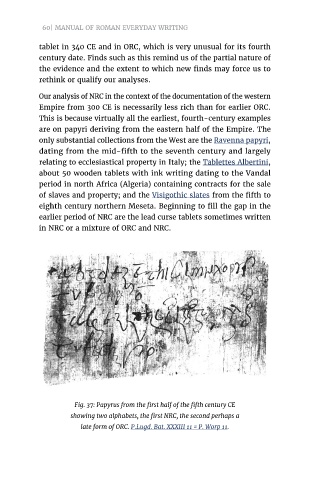 60| MANUAL OF ROMAN EVERYDAY WRITING
tablet in 340 CE and in ORC, which is very unusual for its fourth
century date. Finds such as this remind us of the partial nature of
the evidence and the extent to which new finds may force us to
rethink or qualify our analyses.
Our analysis of NRC in the context of the documentation of the western
Empire from 300 CE is necessarily less rich than for earlier ORC.
This is because virtually all the earliest, fourth-century examples
are on papyri deriving from the eastern half of the Empire. The
only substantial collections from the West are the Ravenna papyri,
dating from the mid-fifth to the seventh century and largely
relating to ecclesiastical property in Italy; the Tablettes Albertini,
about 50 wooden tablets with ink writing dating to the Vandal
period in north Africa (Algeria) containing contracts for the sale
of slaves and property; and the Visigothic slates from the fifth to
eighth century northern Meseta. Beginning to fill the gap in the
earlier period of NRC are the lead curse tablets sometimes written
in NRC or a mixture of ORC and NRC.
Fig. 37: Papyrus from the first half of the fifth century CE
showing two alphabets, the first NRC, the second perhaps a
late form of ORC. P.Lugd. Bat. XXXIII 11 = P. Worp 11.